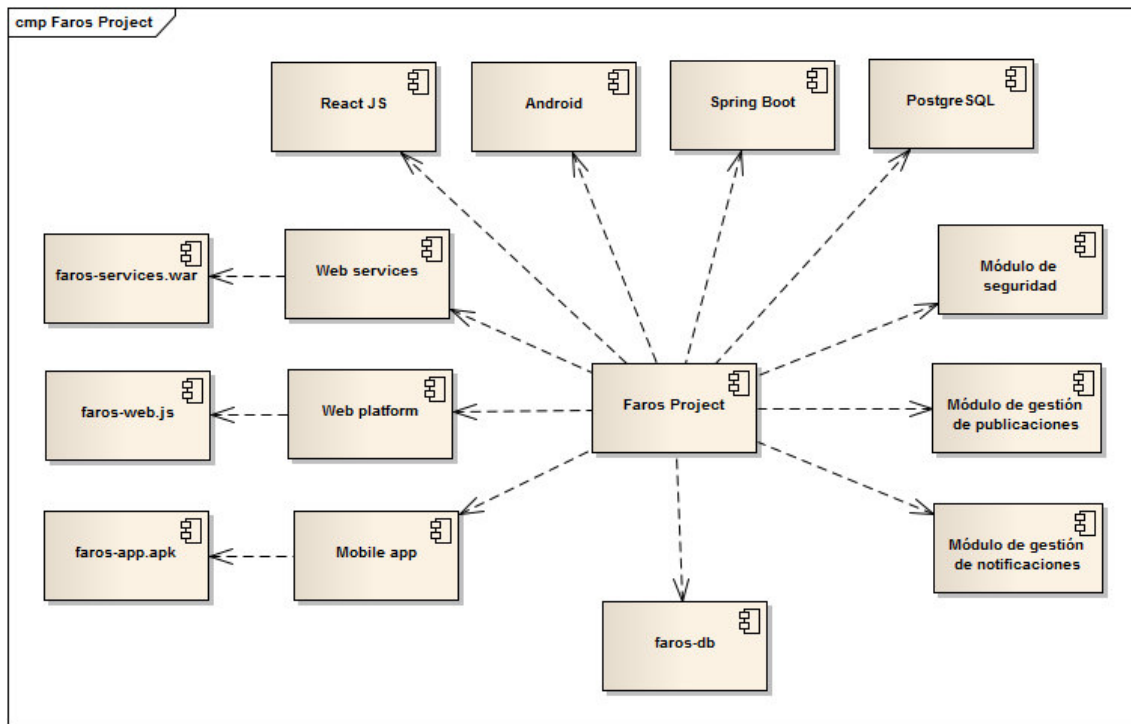 cmp Faros Project
React JS
Android
Spring Boot
PostgreSQL
faros-services.war
Web services
Módulo de
seguridad
faros-web.js
Web platform
Faros Project
Módulo de gestión
de publicaciones
faros-app.apk
Mobile app
Módulo de gestión
de notificaciones
faros-db